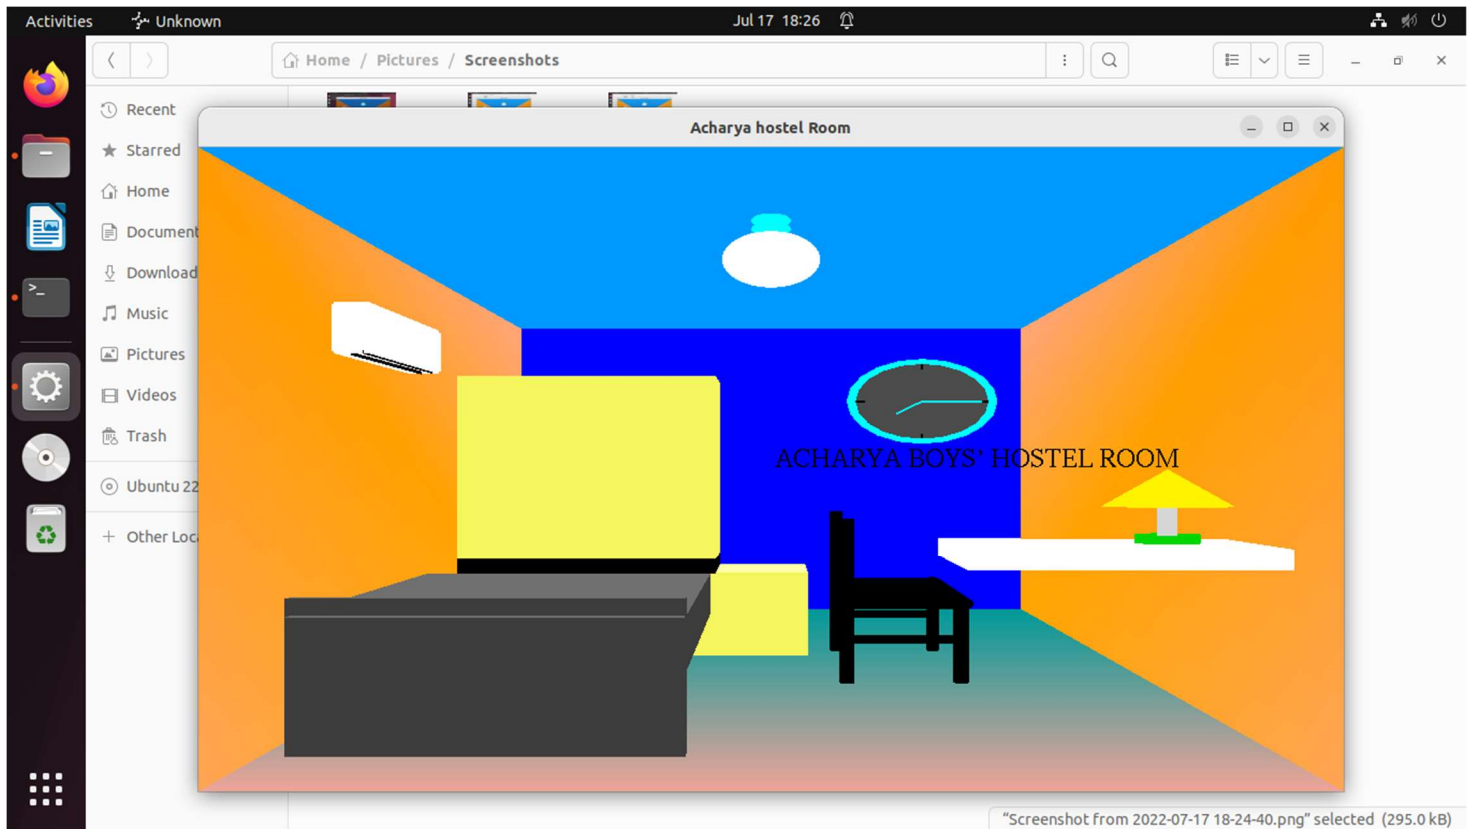 Activities
Unknown
Jul 17 18:26
Home / Pictures / Screenshots
Recent
Starred
Home
Document
Download
Music
Pictures
Videos
Trash
Ubuntu 22
+ Other Loca
Acharya hostel Room
ACHARYA BOYS' HOSTEL ROOM
"Screenshot from 2022-07-17 18-24-40.png" selected (295.0 kB)